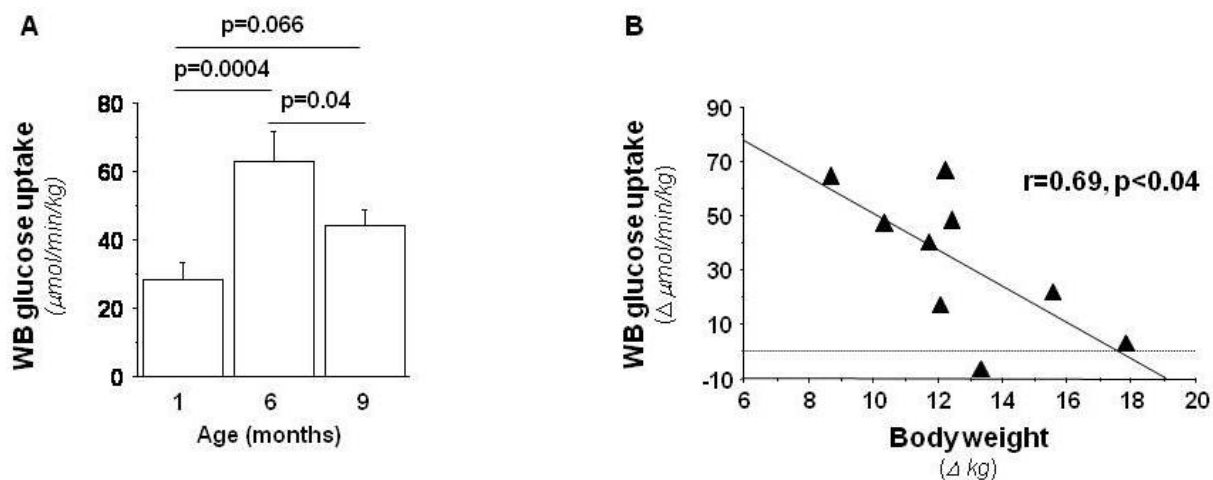 A
p=0.066
p=0.0004
p=0.04
80
60
40
20
0
WB glucose uptake
(μmol/min/kg)
1 6 9
Age (months)
B
90
70
50
30
10
-10
WB glucose uptake
(Δ μmol/min/kg)
r=0.69, p<0.04
6 8 10 12 14 16 18 20
Body weight
(Δ kg)